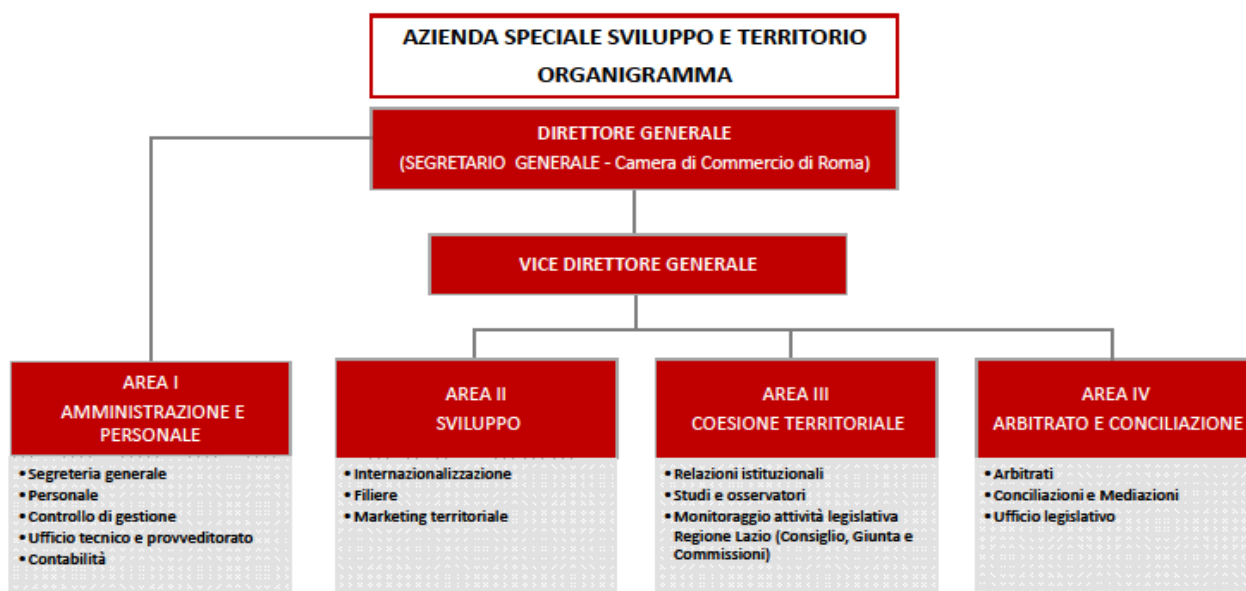 AZIENDA SPECIALE SVILUPPO E TERRITORIO
ORGANIGRAMMA
DIRETTORE GENERALE
(SEGRETARIO GENERALE - Camera di Commercio di Roma)
VICE DIRETTORE GENERALE
AREA I
AMMINISTRAZIONE E
PERSONALE
• Segreteria generale
• Personale
• Controllo di gestione
• Ufficio tecnico e provveditorato
• Contabilità
AREA II
SVILUPPO
• Internazionalizzazione
• Filiere
• Marketing territoriale
AREA III
COESIONE TERRITORIALE
• Relazioni istituzionali
• Studi e osservatori
• Monitoraggio attività legislativa
Regione Lazio (Consiglio, Giunta e
Commissioni)
AREA IV
ARBITRATO E CONCILIAZIONE
• Arbitrati
• Conciliazioni e Mediazioni
• Ufficio legislativo